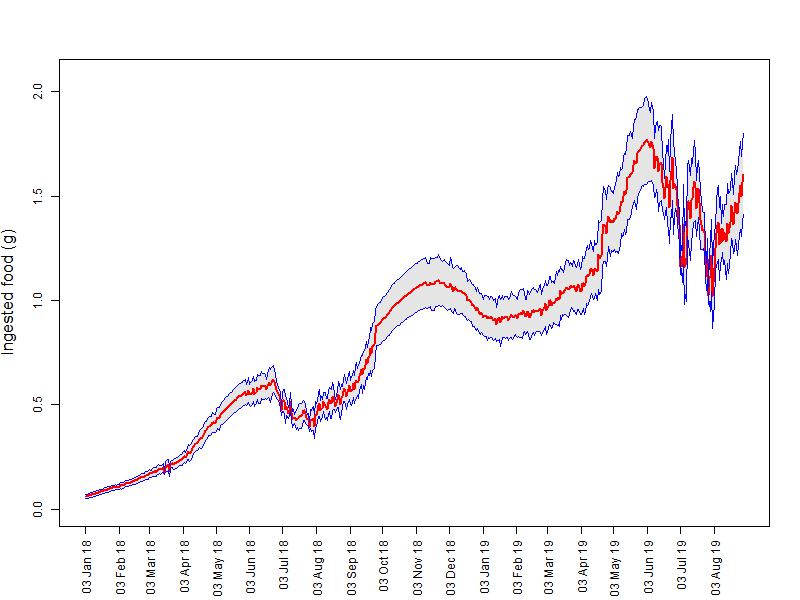 Ingested food (g)
2.0
1.5
1.0
0.5
0.0
03 Jan 18
03 Feb 18
03 Mar 18
03 Apr 18
03 May 18
03 Jun 18
03 Jul 18
03 Aug 18
03 Sep 18
03 Oct 18
03 Nov 18
03 Dec 18
03 Jan 19
03 Feb 19
03 Mar 19
03 Apr 19
03 May 19
03 Jun 19
03 Jul 19
03 Aug 19